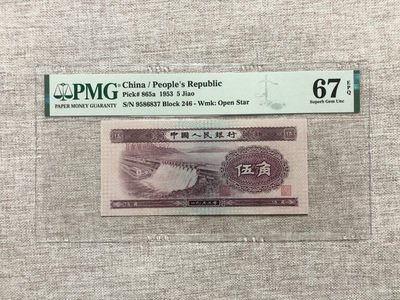 PMG
PAPER MONEY GUARANTY
China / People's Republic
Pick# 865a 1953 5 Jiao
S/N 9586837 Block 246 - Wmk: Open Star
67 EPQ
Superb Gem Unc
中国人民银行
伍角